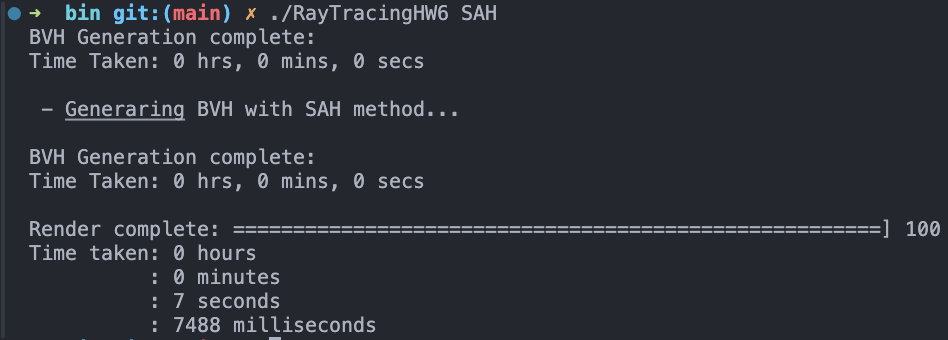 ➜ bin git:(main) ✗ ./RayTracingHW6 SAH
BVH Generation complete:
Time Taken: 0 hrs, 0 mins, 0 secs
- Generaring BVH with SAH method...
BVH Generation complete:
Time Taken: 0 hrs, 0 mins, 0 secs
Render complete: ======================================================] 100
Time taken: 0 hours
: 0 minutes
: 7 seconds
: 7488 milliseconds